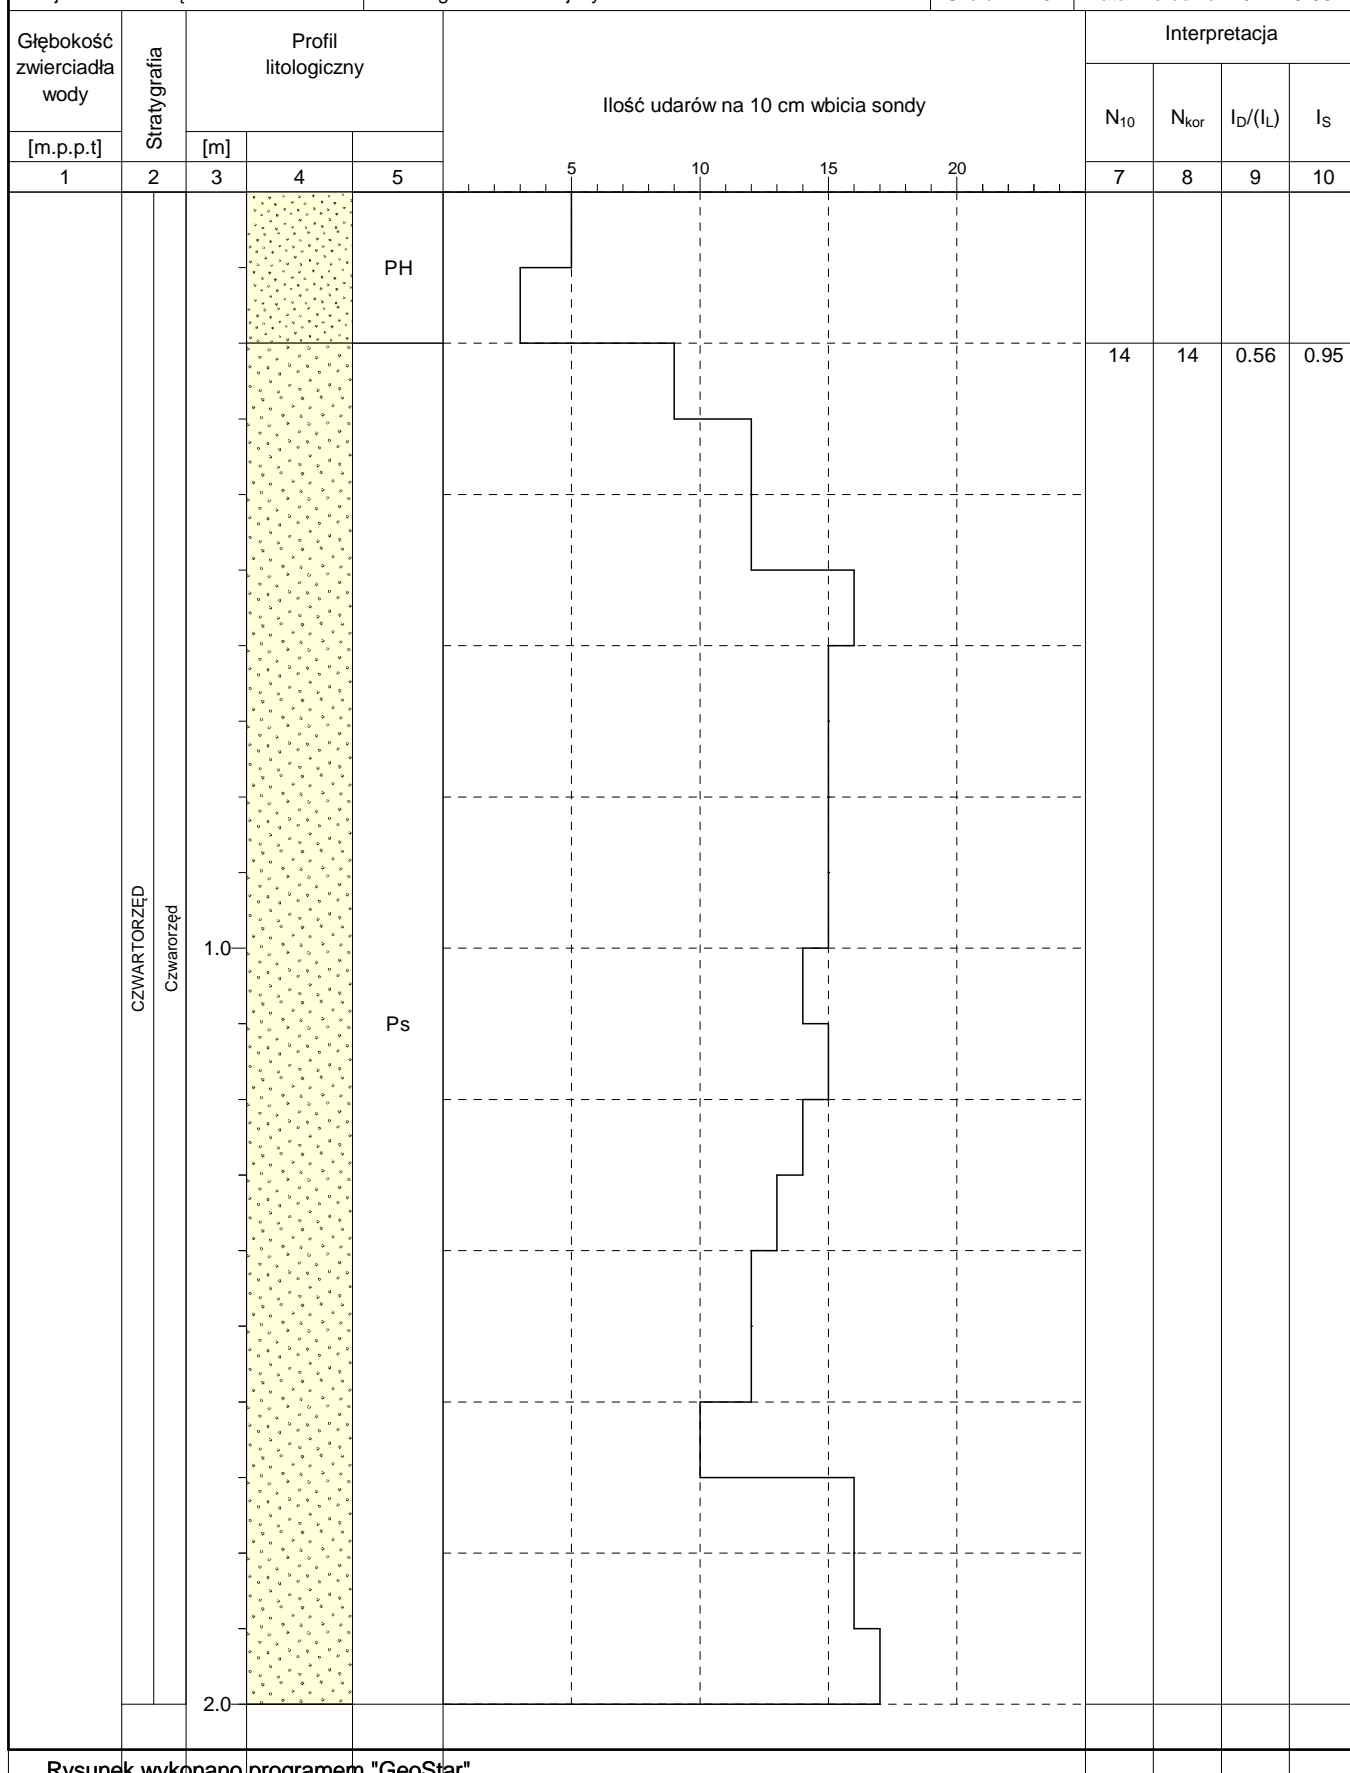 Głębokość
zwierciadła
wody
[m.p.p.t]
Stratygrafia
Profil
litologiczny
[m]
Ilość udarów na 10 cm wbicia sondy
Interpretacja
N10
Nkor
ID/(IL)
IS
5 10 15 20
1 2 3 4 5 7 8 9 10
PH
14 14 0.56 0.95
CZWARTORZĘD
Czwarorzęd
1.0
Ps
2.0
Rysunek wykonano programem "GeoStar"